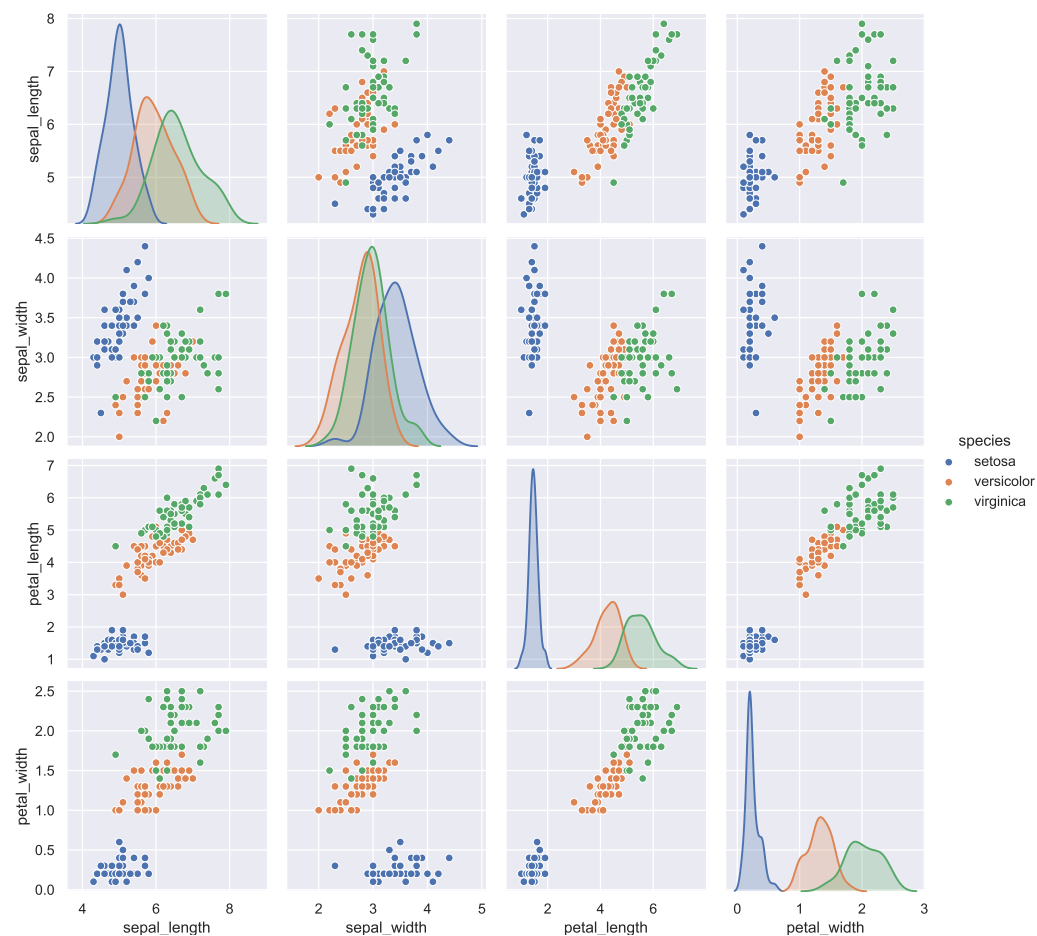 8
7
6
5
sepal_length
4.5
4.0
3.5
3.0
2.5
2.0
sepal_width
7
6
5
4
3
2
1
petal_length
2.5
2.0
1.5
1.0
0.5
0.0
petal_width
4 6 8
sepal_length
2 3 4 5
sepal_width
2 4 6
petal_length
0 1 2 3
petal_width
species
setosa
versicolor
virginica